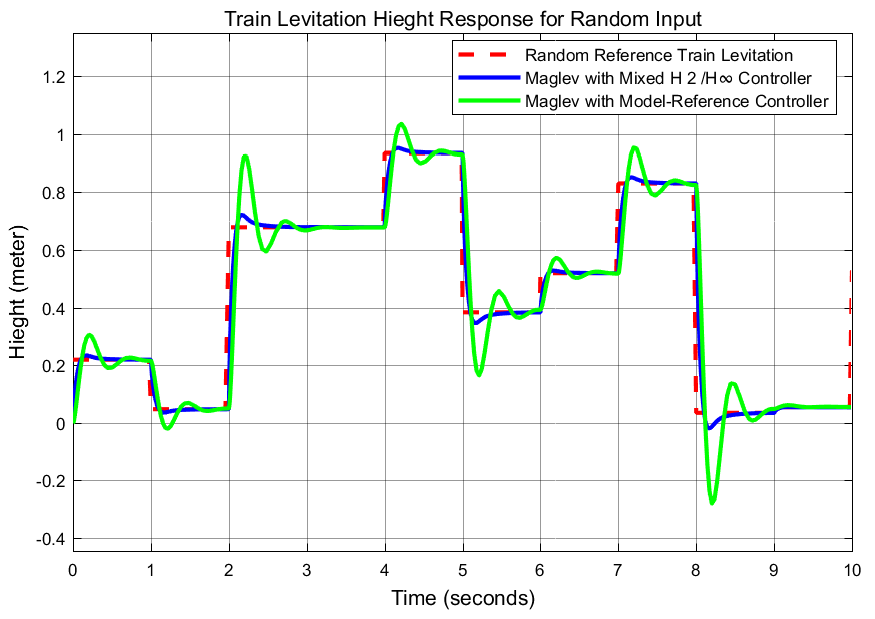 Train Levitation Hieght Response for Random Input
Random Reference Train Levitation
Maglev with Mixed H 2 /H∞ Controller
Maglev with Model-Reference Controller
Hieght (meter)
1.2
1
0.8
0.6
0.4
0.2
0
-0.2
-0.4
0 1 2 3 4 5 6 7 8 9 10
Time (seconds)